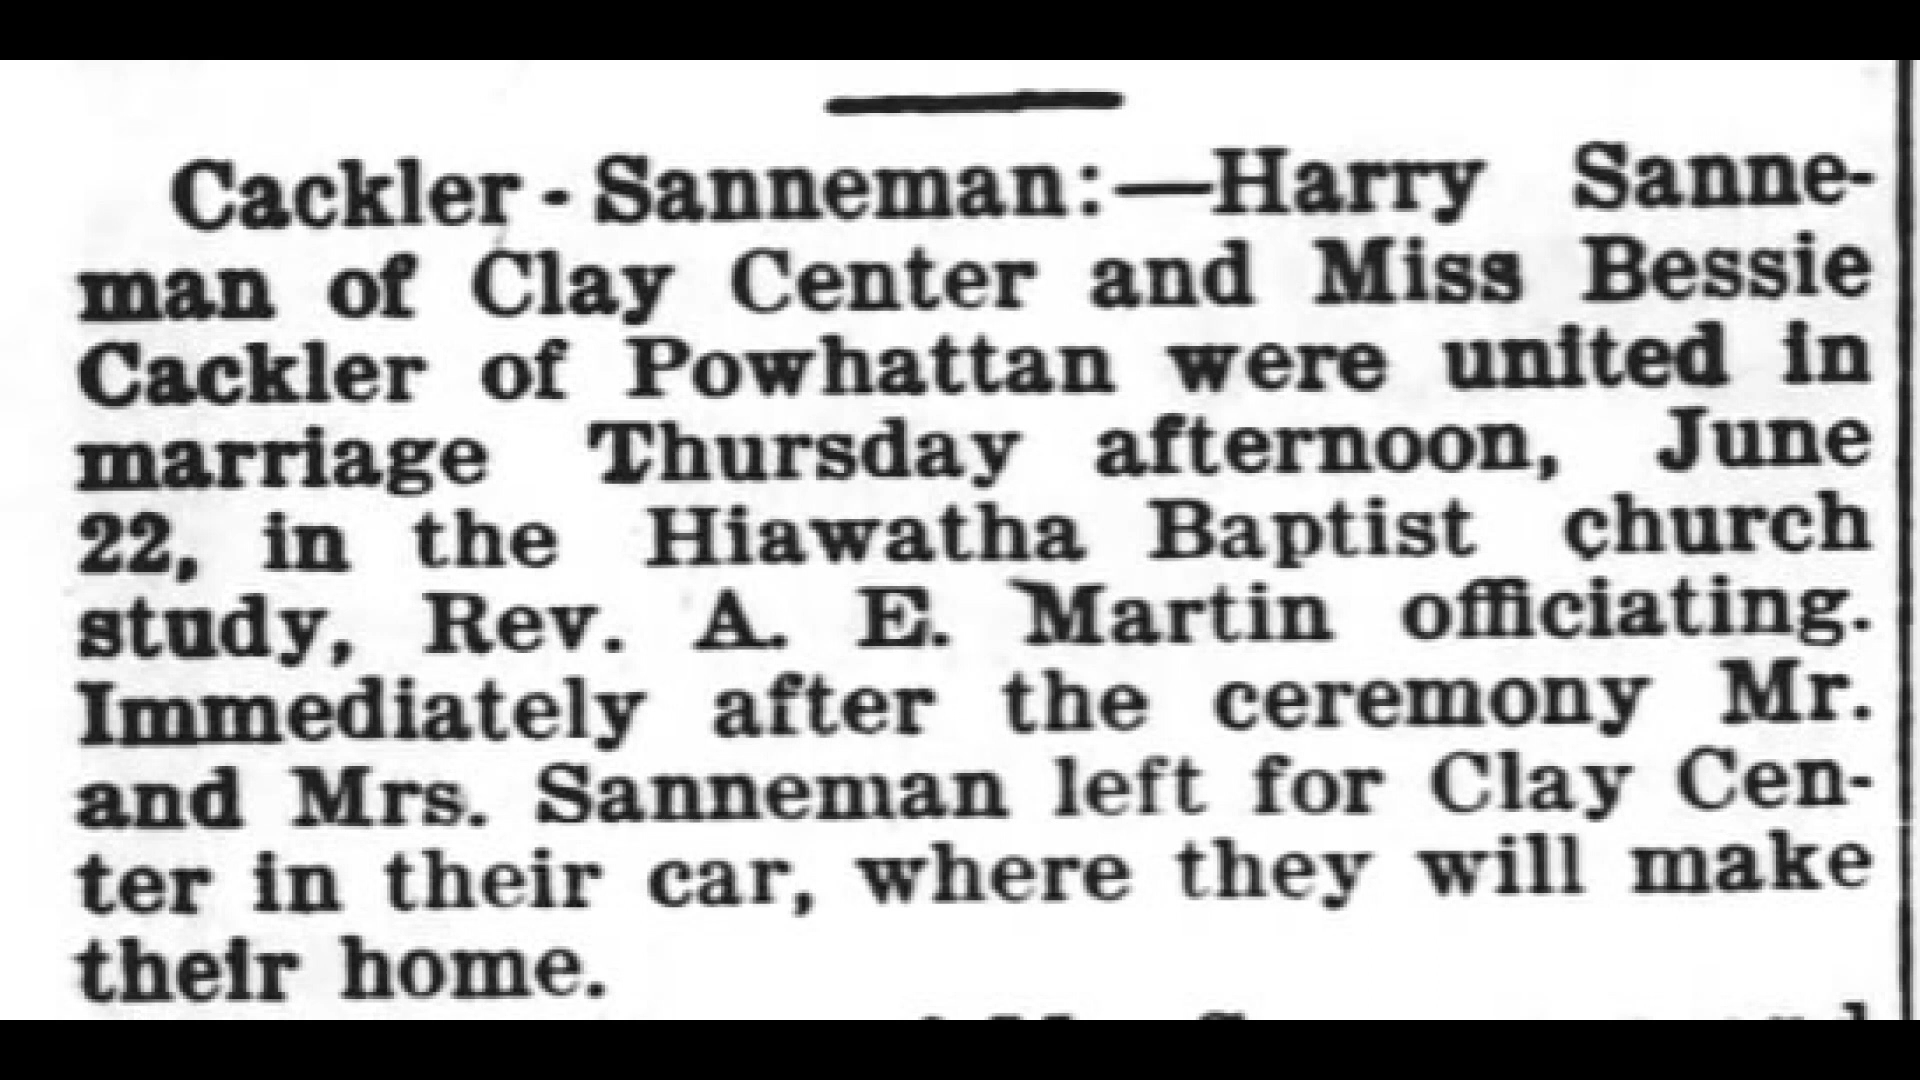 Cackler - Sanneman:—Harry Sanne-
man of Clay Center and Miss Bessie
Cackler of Powhattan were united in
marriage Thursday afternoon, June
22, in the Hiawatha Baptist church
study, Rev. A. E. Martin officiating.
Immediately after the ceremony Mr.
and Mrs. Sanneman left for Clay Cen-
ter in their car, where they will make
their home.